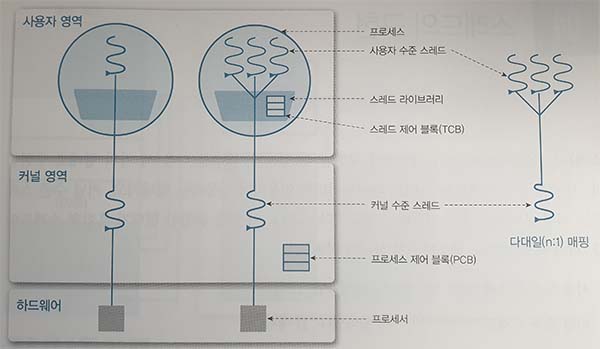 사용자 영역
프로세스
사용자 수준 스레드
스레드 라이브러리
스레드 제어 블록(TCB)
커널 영역
커널 수준 스레드
다대일(n:1) 매핑
프로세스 제어 블록(PCB)
하드웨어
프로세서